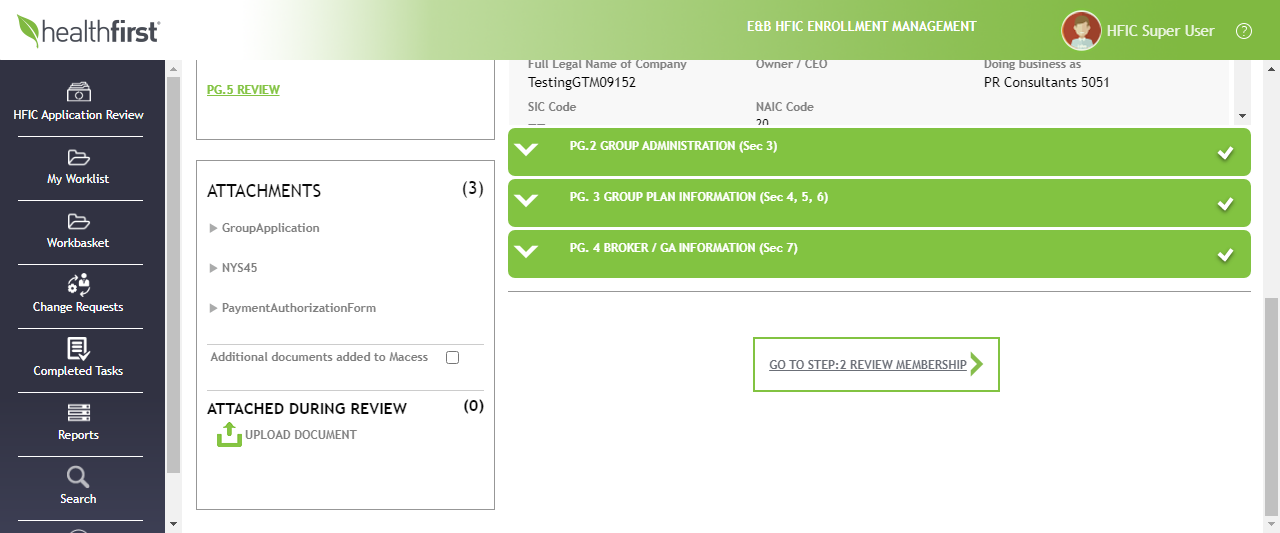 healthfirst
E&B HFIC ENROLLMENT MANAGEMENT
HFIC Super User
?
HFIC Application Review
My Worklist
Workbasket
Change Requests
Completed Tasks
Reports
Search
PG.5 REVIEW
ATTACHMENTS (3)
GroupApplication
NYS45
PaymentAuthorizationForm
Additional documents added to Macess
ATTACHED DURING REVIEW (0)
UPLOAD DOCUMENT
Full Legal Name of Company Owner / CEO Doing business as
TestingGTM09152 PR Consultants 5051
SIC Code NAIC Code
20
PG.2 GROUP ADMINISTRATION (Sec 3)
PG. 3 GROUP PLAN INFORMATION (Sec 4, 5, 6)
PG. 4 BROKER / GA INFORMATION (Sec 7)
GO TO STEP:2 REVIEW MEMBERSHIP